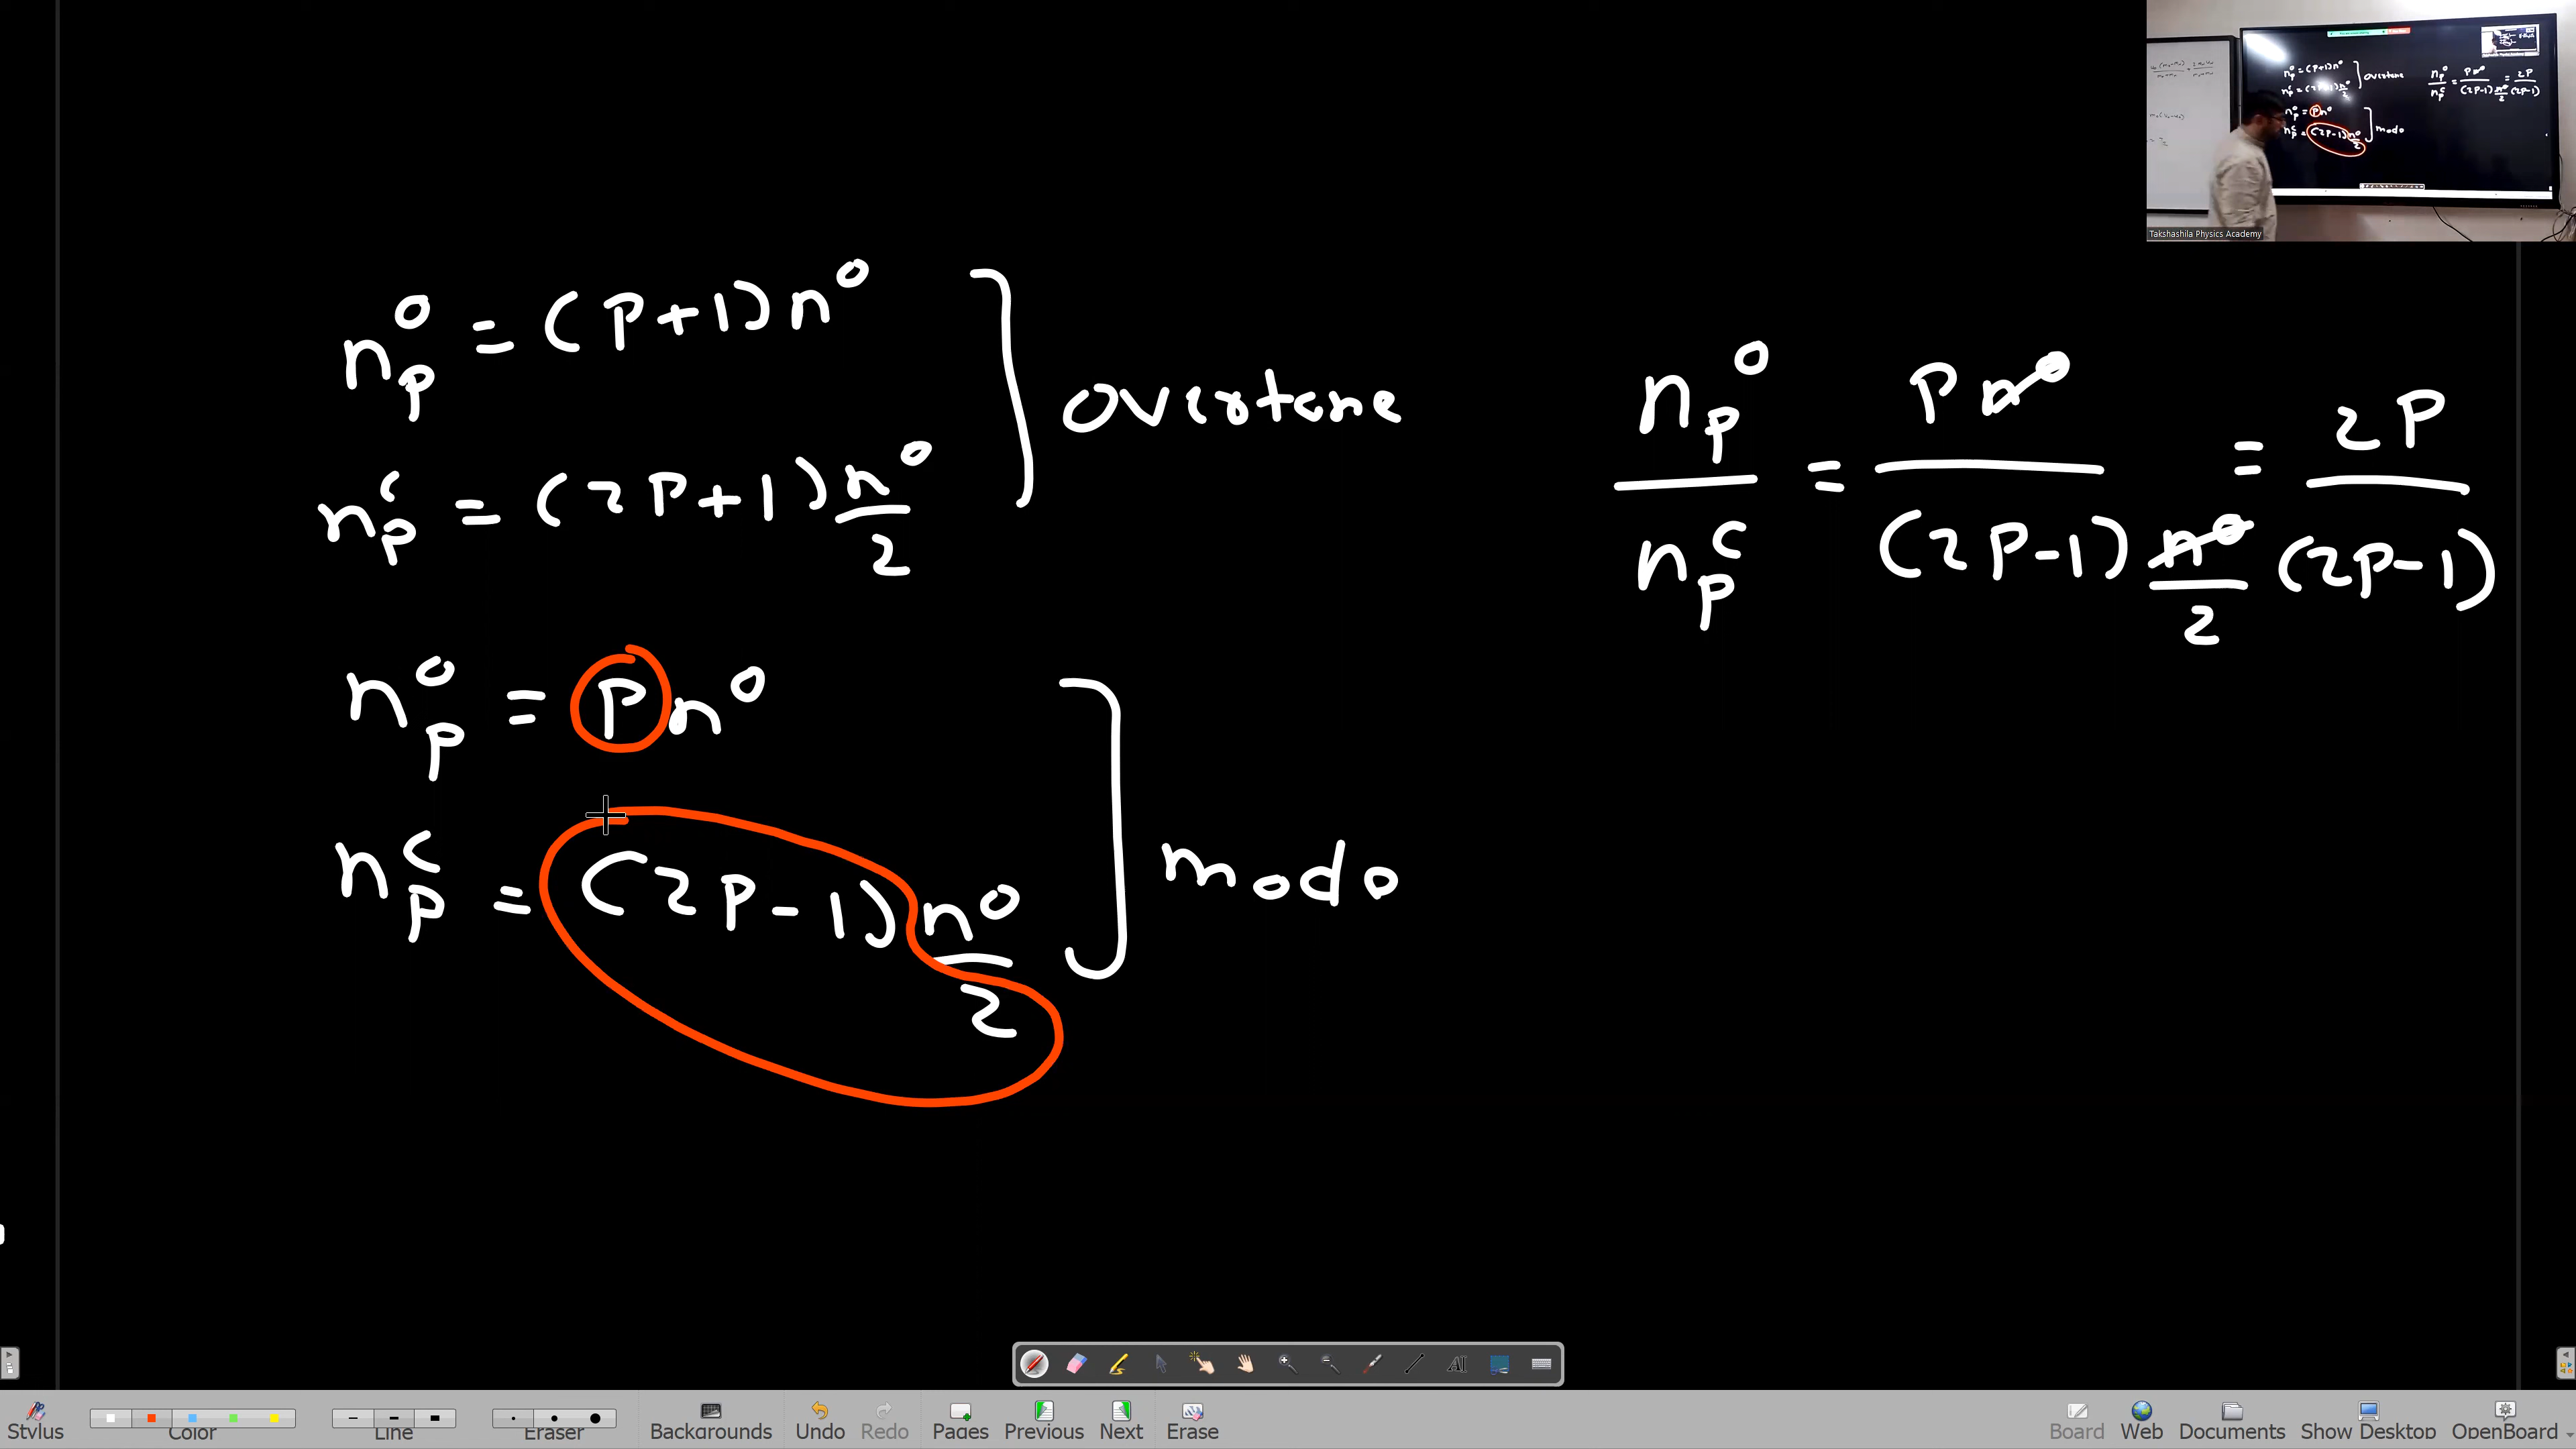 n_p^o = (P+1)n^o
n_p^c = (2P+1)n^o/2
overtone
n_p^o = P n^o
n_p^c = (2P-1)n^o/2
mode
n_p^o/n_p^c = P n^o/(2P-1)n^o/2 = 2P/(2P-1)
Takshashila Physics Academy
Stylus Color Line Eraser Backgrounds Undo Redo Pages Previous Next Erase Board Web Documents Show Desktop OpenBoard